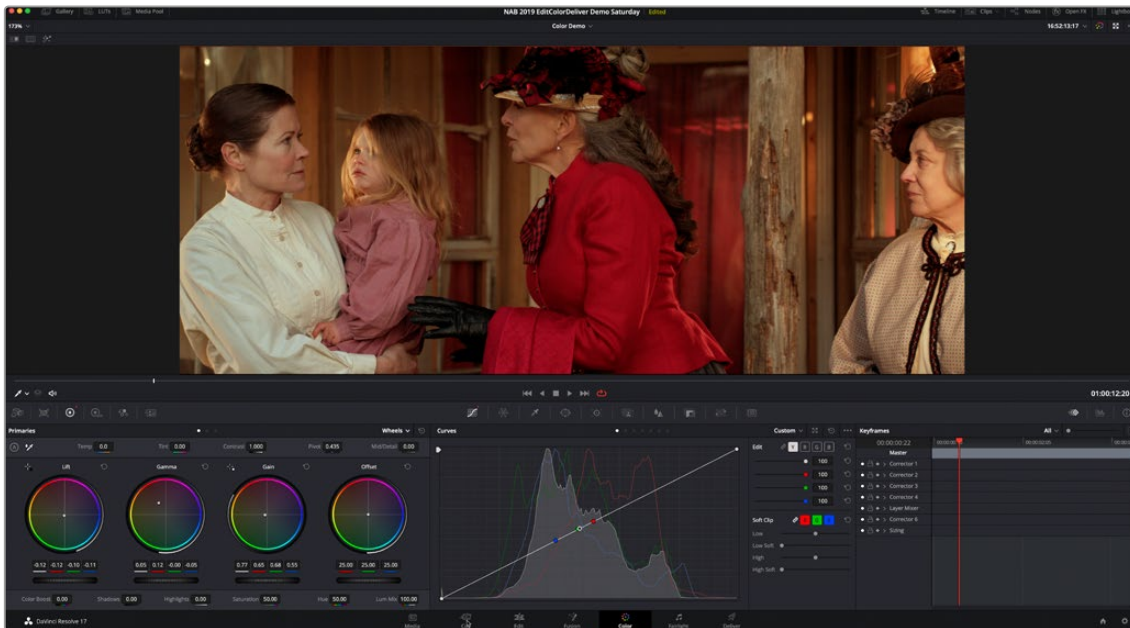 Gallery LUTs Media Pool NAB 2019 EditColorDeliver Demo Saturday Edited Timeline Clips Nodes Open FX Lightbox
173% Color Demo 16:52:13:17
01:00:12:20
Primaries Wheels Curves Custom Keyframes All
Temp 0.0 Tint 0.00 Contrast 1.000 Pivot 0.435 Mid/Detail 0.00 Edit Y R G B 00:00:00:22
Master
Lift Gamma Gain Offset 100 Corrector 1
100 Corrector 2
100 Corrector 3
100 Corrector 4
Layer Mixer
Soft Clip Corrector 6
Low Sizing
Low Soft
High
-0.12 -0.12 -0.10 -0.11 0.05 0.12 -0.00 -0.05 0.77 0.65 0.68 0.55 25.00 25.00 25.00 High Soft
Color Boost 0.00 Shadows 0.00 Highlights 0.00 Saturation 50.00 Hue 50.00 Lum Mix 100.00
DaVinci Resolve 17 Media Cut Edit Fusion Color Fairlight Deliver